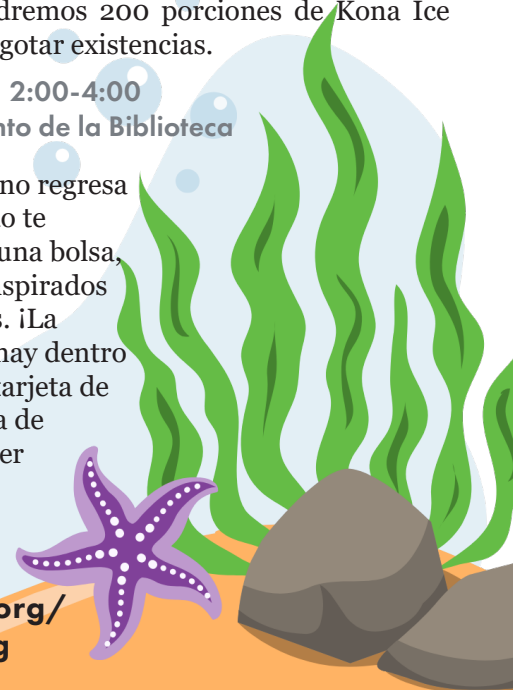 dremos 200 porciones de Kona Ice
gotar existencias.
2:00-4:00
nto de la Biblioteca
no regresa
o te
una bolsa,
spirados
s. ¡La
hay dentro
tarjeta de
a de
er
org/
g